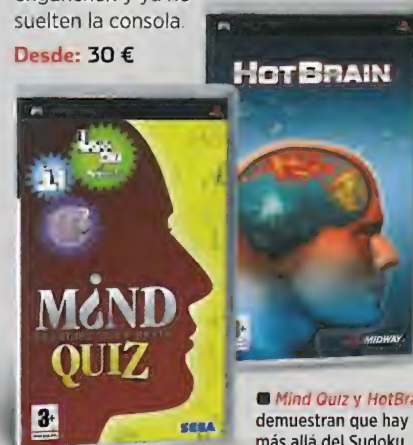 suelten la consola.
Desde: 30 €
HOTBRAIN
MIND
QUIZ
3+
SEGA
MIDWAY
Mind Quiz y HotBra
demuestran que hay
más allá del Sudoku